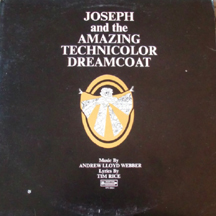 JOSEPH
and the
AMAZING
TECHNICOLOR
DREAMCOAT
Music By
ANDREW LLOYD WEBBER
Lyrics By
TIM RICE